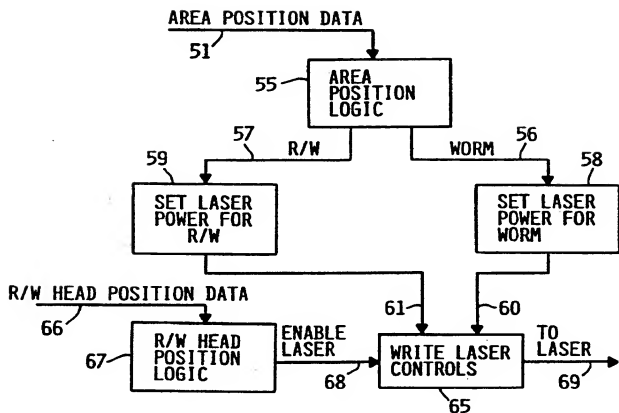 AREA POSITION DATA
51
55
AREA
POSITION
LOGIC
57
R/W
WORM
56
59
SET LASER
POWER FOR
R/W
58
SET LASER
POWER FOR
WORM
R/W HEAD POSITION DATA
66
61
60
67
R/W HEAD
POSITION
LOGIC
ENABLE
LASER
68
WRITE LASER
CONTROLS
65
TO
LASER
69